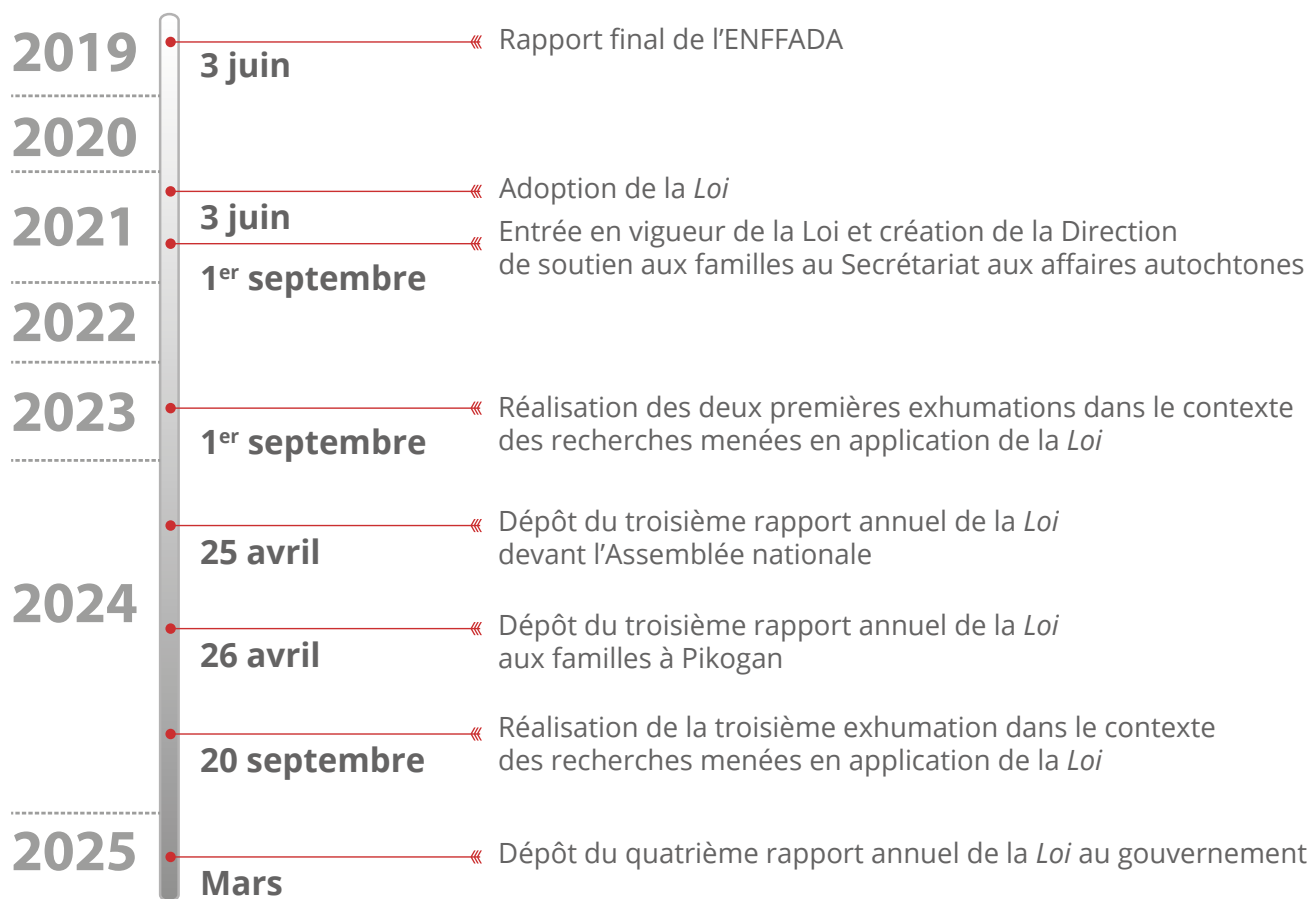 2019
3 juin
Rapport final de l’ENFFADA
2020
2021
3 juin
Adoption de la Loi
1er septembre
Entrée en vigueur de la Loi et création de la Direction
de soutien aux familles au Secrétariat aux affaires autochtones
2022
2023
1er septembre
Réalisation des deux premières exhumations dans le contexte
des recherches menées en application de la Loi
2024
25 avril
Dépôt du troisième rapport annuel de la Loi
devant l’Assemblée nationale
26 avril
Dépôt du troisième rapport annuel de la Loi
aux familles à Pikogan
20 septembre
Réalisation de la troisième exhumation dans le contexte
des recherches menées en application de la Loi
2025
Mars
Dépôt du quatrième rapport annuel de la Loi au gouvernement